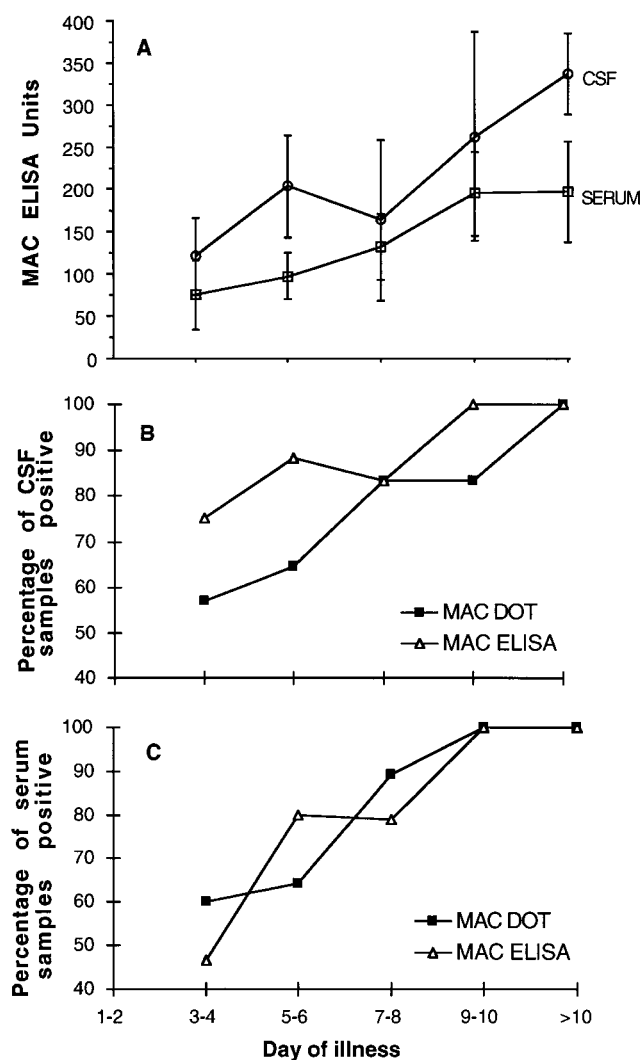 A
MAC ELISA Units
400
350
300
250
200
150
100
50
0
CSF
SERUM
B
Percentage of CSF
samples positive
100
90
80
70
60
50
40
MAC DOT
MAC ELISA
C
Percentage of serum
samples positive
100
90
80
70
60
50
40
MAC DOT
MAC ELISA
1-2 3-4 5-6 7-8 9-10 >10
Day of illness